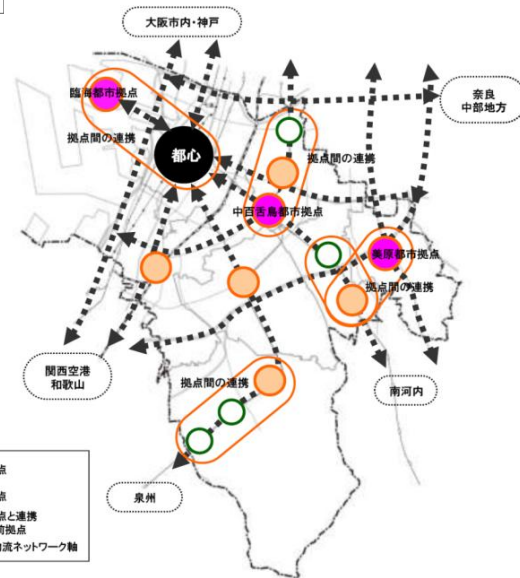 大阪市内・神戸
臨海都市拠点
奈良
中部地方
拠点間の連携
都心
拠点間の連携
中百舌鳥都市拠点
美原都市拠点
拠点間の連携
関西空港
和歌山
拠点間の連携
南河内
泉州
点
点
点と連携
前拠点
流ネットワーク軸